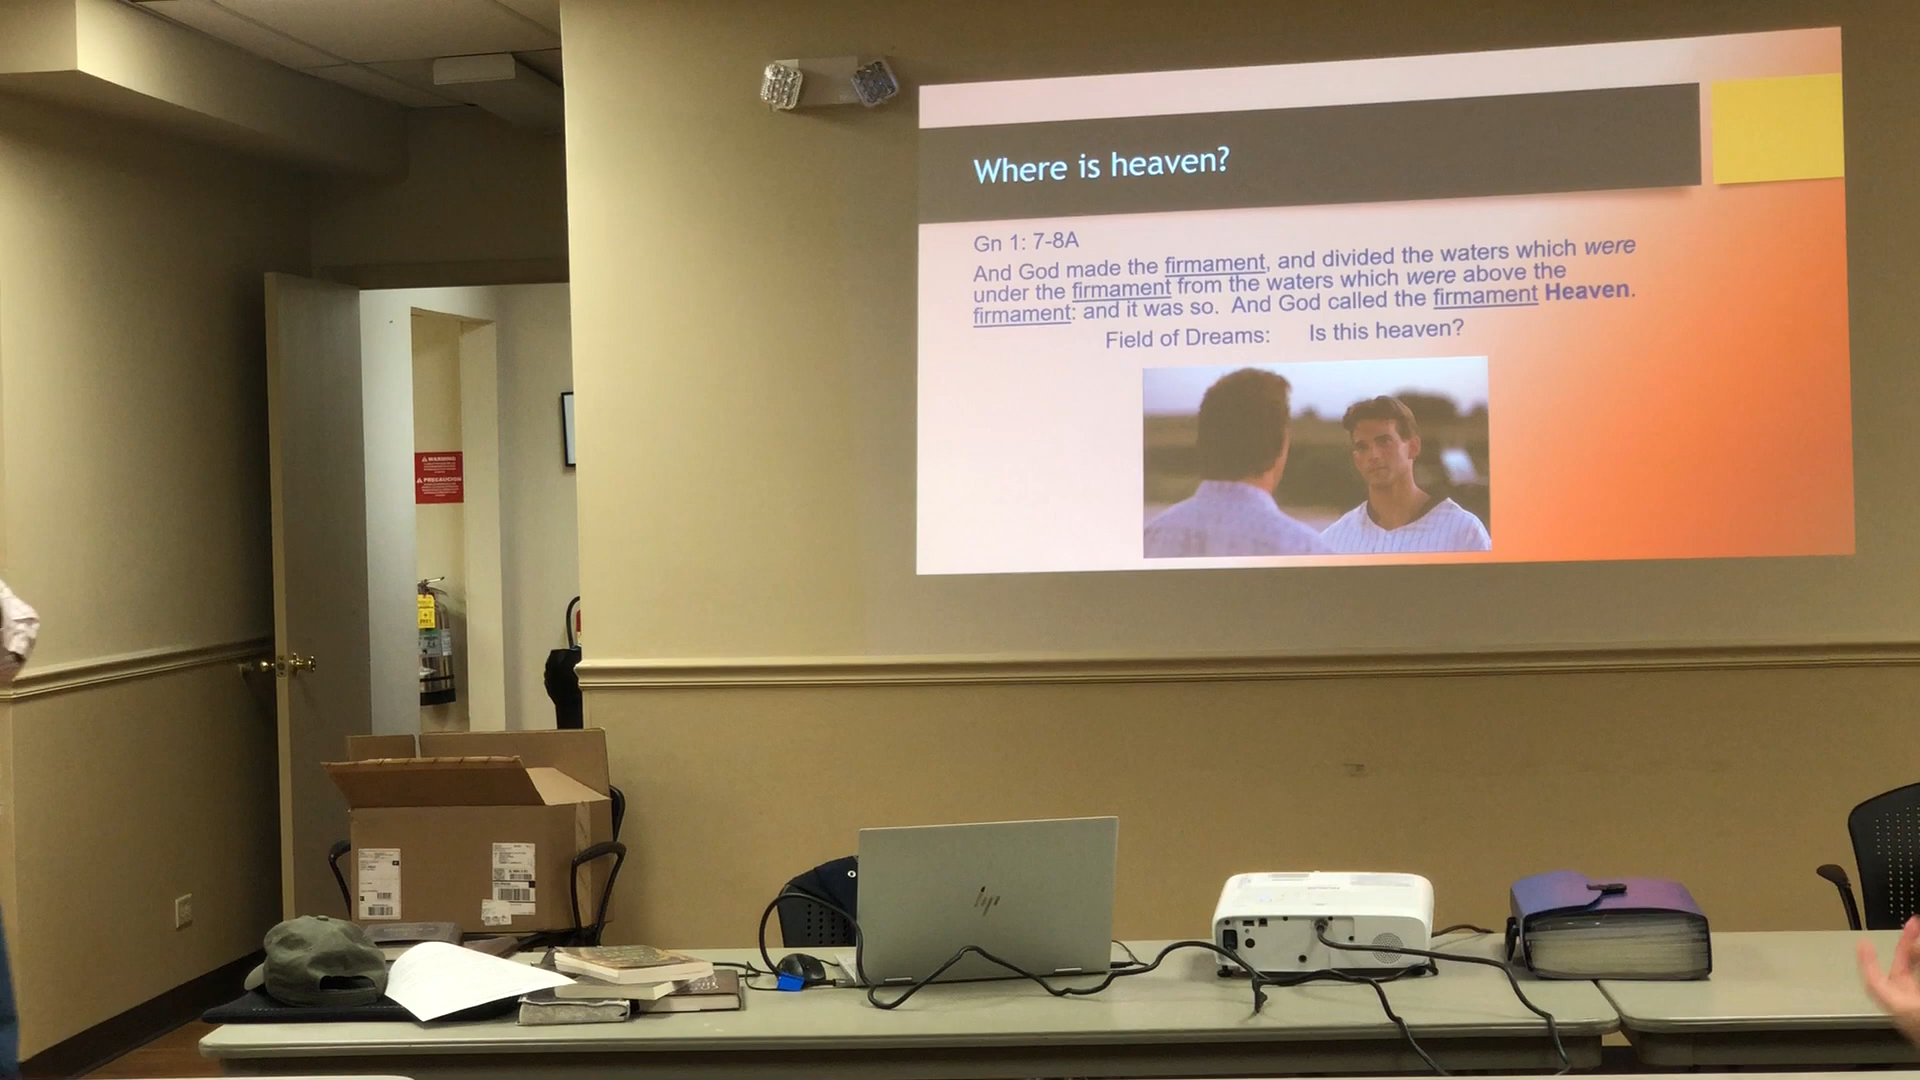 Where is heaven?
Gn 1: 7-8A
And God made the firmament, and divided the waters which were
under the firmament from the waters which were above the
firmament: and it was so. And God called the firmament Heaven.
Field of Dreams: Is this heaven?
WARNING
PRECAUCION
hp